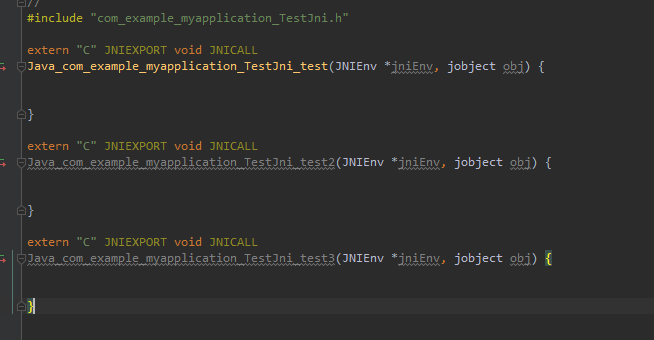 //
#include "com_example_myapplication_TestJni.h"
extern "C" JNIEXPORT void JNICALL
Java_com_example_myapplication_TestJni_test(JNIEnv *jniEnv, jobject obj) {
}
extern "C" JNIEXPORT void JNICALL
Java_com_example_myapplication_TestJni_test2(JNIEnv *jniEnv, jobject obj) {
}
extern "C" JNIEXPORT void JNICALL
Java_com_example_myapplication_TestJni_test3(JNIEnv *jniEnv, jobject obj) {
}